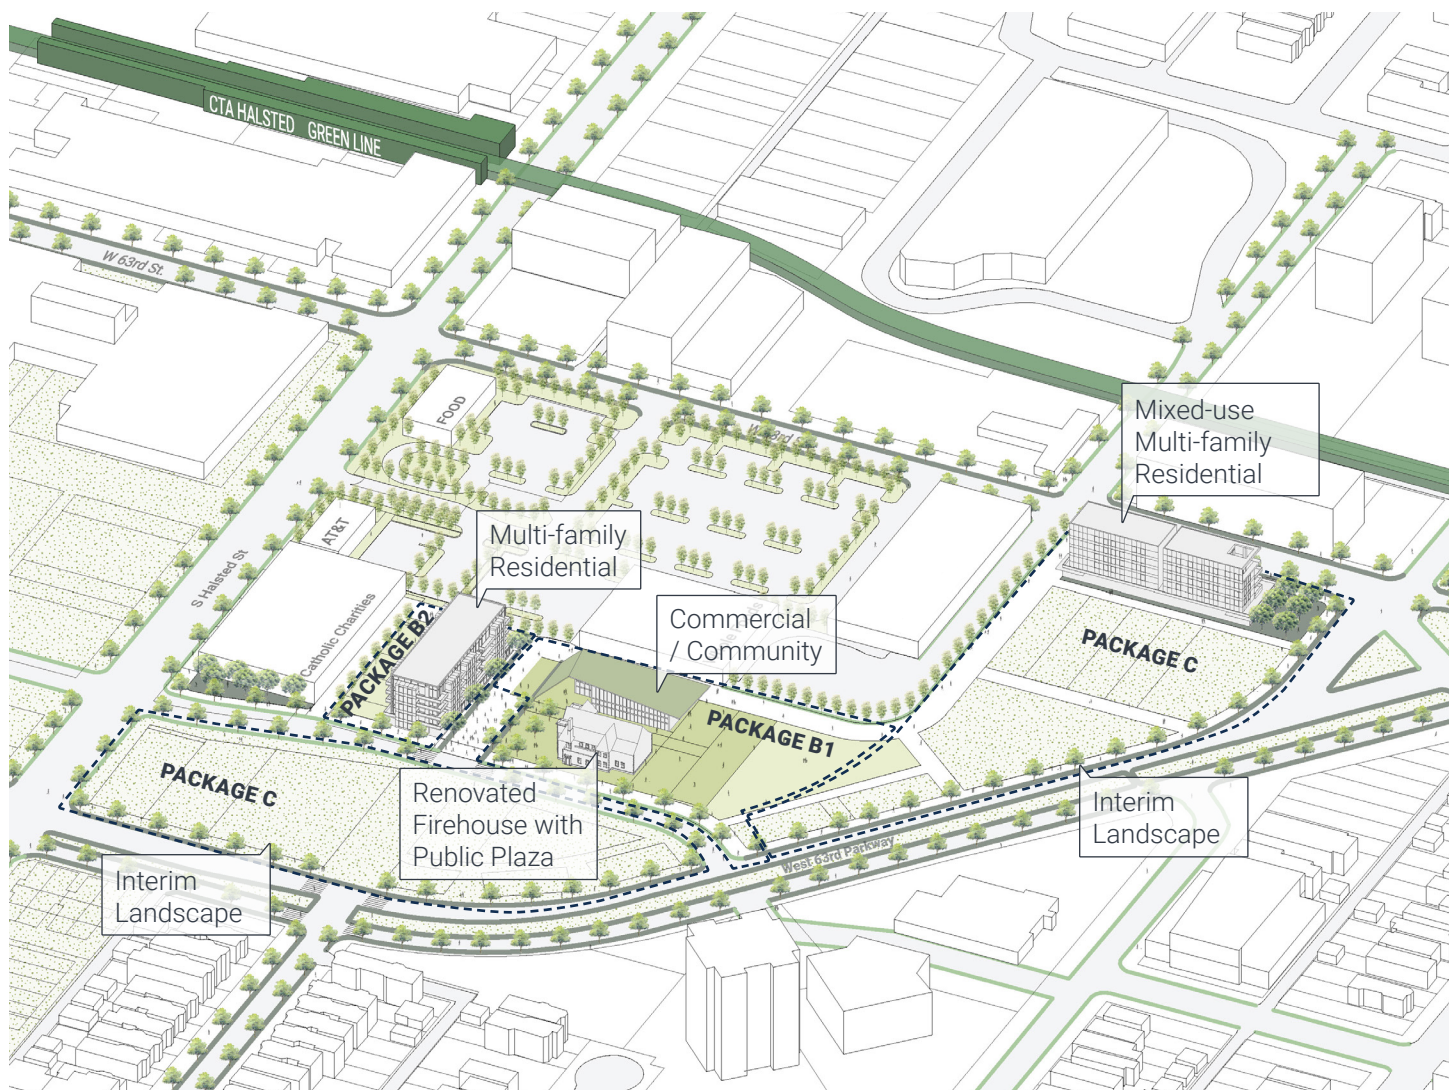 CTA HALSTED GREEN LINE
W 63rd St.
FOOD
Mixed-use
Multi-family
Residential
AT&T
Multi-family
Residential
S Halsted St
Catholic Charities
Commercial
/ Community
PACKAGE B2
PACKAGE C
PACKAGE B1
PACKAGE C
Renovated
Firehouse with
Public Plaza
Interim
Landscape
West 63rd Parkway
Interim
Landscape